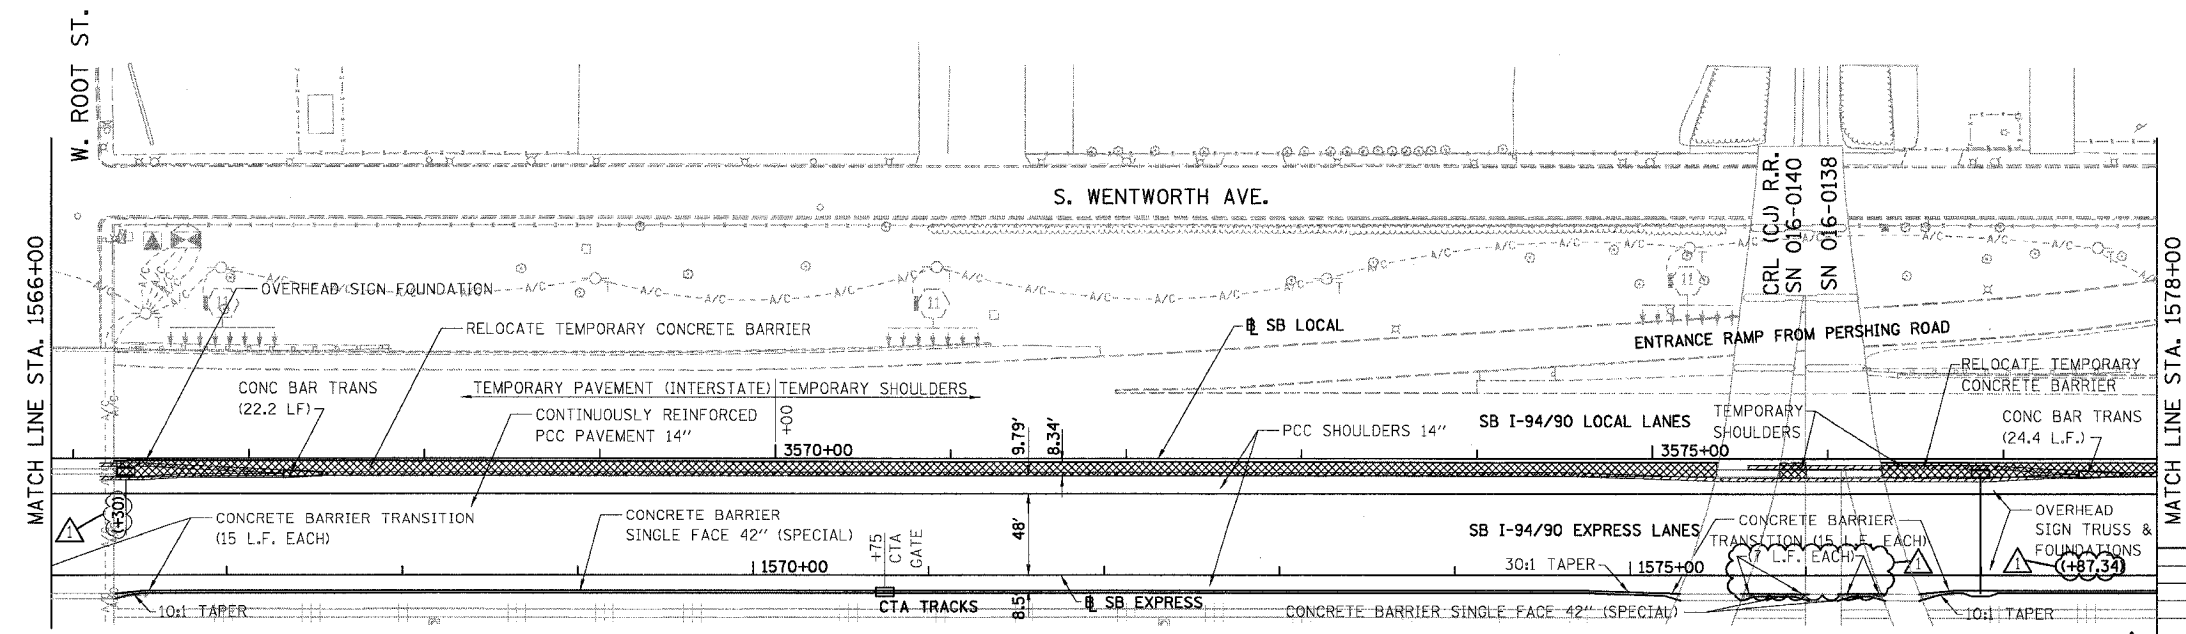 W. ROOT ST.
MATCH LINE STA. 1566+00
S. WENTWORTH AVE.
CRL (CJ) R.R.
SN 016-0140
SN 016-0138
MATCH LINE STA. 1578+00
OVERHEAD SIGN FOUNDATION
A/C
A/C
A/C
A/C
A/C
A/C
A/C
A/C
A/C
A/C
11
11
RELOCATE TEMPORARY CONCRETE BARRIER
℄ SB LOCAL
ENTRANCE RAMP FROM PERSHING ROAD
RELOCATE TEMPORARY
CONCRETE BARRIER
CONC BAR TRANS
(22.2 LF)
TEMPORARY PAVEMENT (INTERSTATE)
TEMPORARY SHOULDERS
CONTINUOUSLY REINFORCED
PCC PAVEMENT 14"
+00
3570+00
9.79'
8.34'
PCC SHOULDERS 14"
SB I-94/90 LOCAL LANES
TEMPORARY
SHOULDERS
3575+00
CONC BAR TRANS
(24.4 L.F.)
(+30)
1
CONCRETE BARRIER TRANSITION
(15 L.F. EACH)
CONCRETE BARRIER
SINGLE FACE 42" (SPECIAL)
+75
CTA
GATE
48'
SB I-94/90 EXPRESS LANES
CONCRETE BARRIER
TRANSITION (15 L.F. EACH)
(7 L.F. EACH)
1
OVERHEAD
SIGN TRUSS &
FOUNDATIONS
1
(+87.34)
1570+00
30:1 TAPER
1575+00
10:1 TAPER
CTA TRACKS
8.5'
℄ SB EXPRESS
CONCRETE BARRIER SINGLE FACE 42" (SPECIAL)
10:1 TAPER